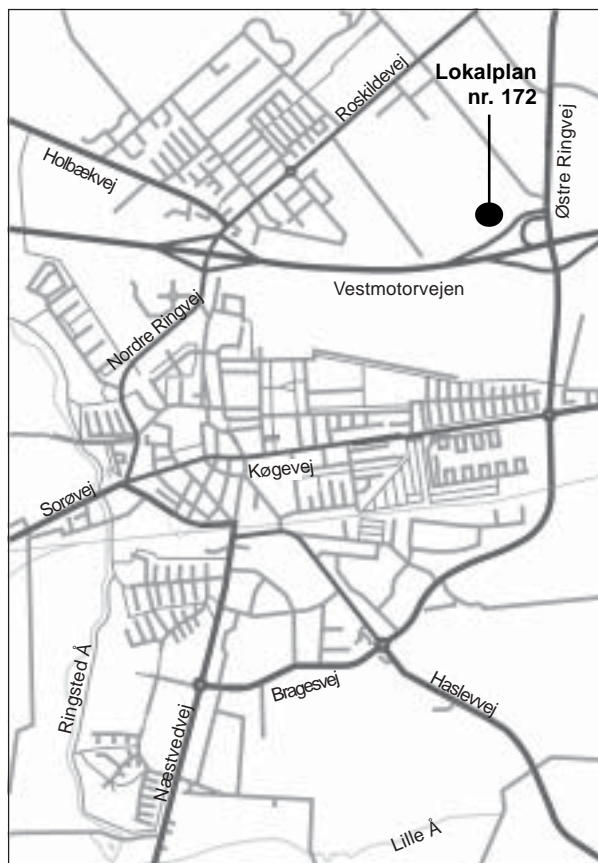 Lokalplan
nr. 172
Roskildevej
Holbækvej
Østre Ringvej
Vestmotorvejen
Nordre Ringvej
Køgevej
Sorøvej
Ringsted Å
Næstvedvej
Bragesvej
Haslevvej
Lille Å